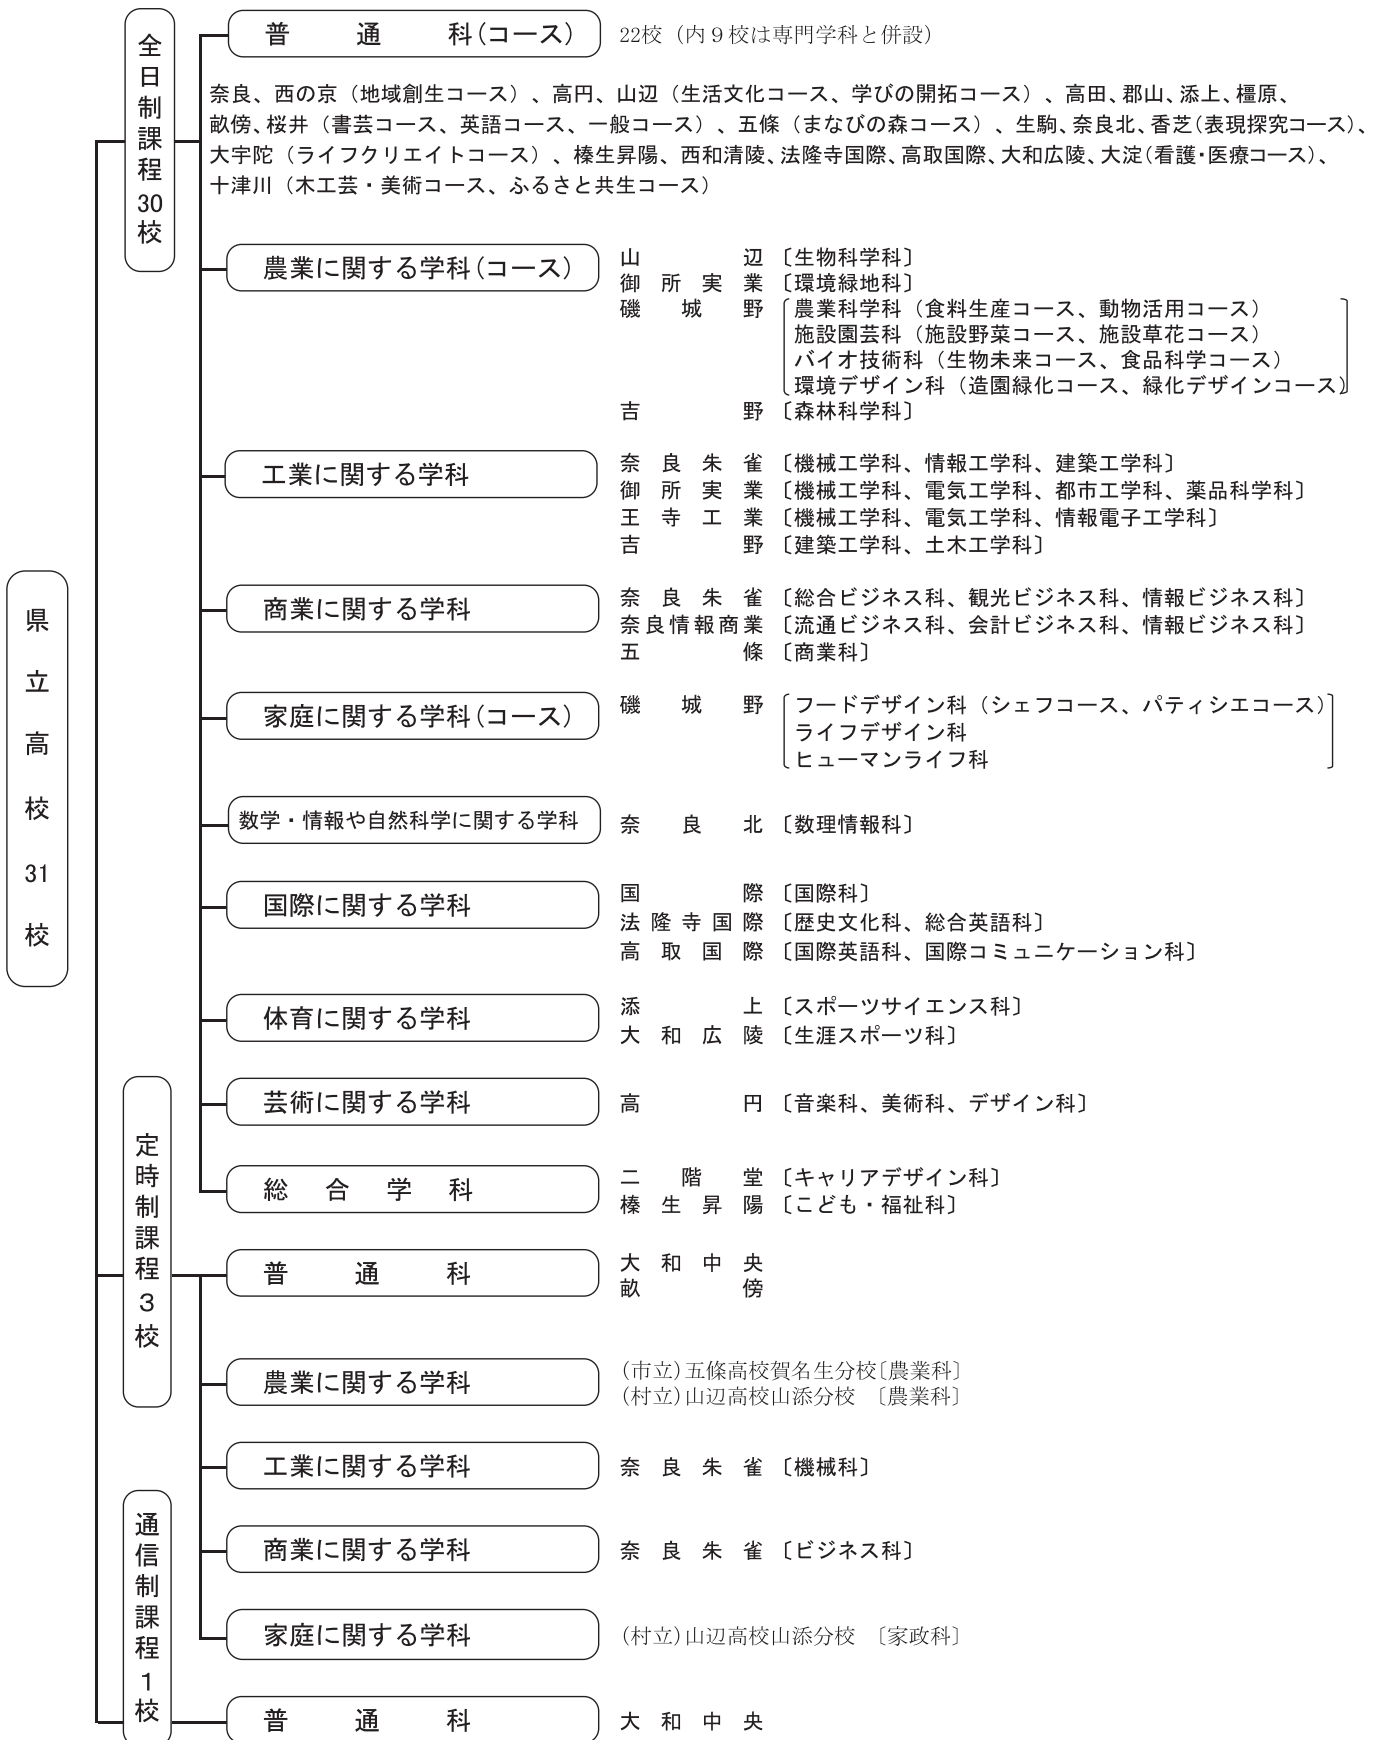 県立高校31校
全日制課程30校
普通科(コース)
22校（内９校は専門学科と併設）
奈良、西の京（地域創生コース）、高円、山辺（生活文化コース、学びの開拓コース）、高田、郡山、添上、橿原、
畝傍、桜井（書芸コース、英語コース、一般コース）、五條（まなびの森コース）、生駒、奈良北、香芝(表現探究コース)、
大宇陀（ライフクリエイトコース）、榛生昇陽、西和清陵、法隆寺国際、高取国際、大和広陵、大淀(看護・医療コース)、
十津川（木工芸・美術コース、ふるさと共生コース）
農業に関する学科(コース)
山辺〔生物科学科〕
御所実業〔環境緑地科〕
磯城野〔農業科学科（食料生産コース、動物活用コース）
施設園芸科（施設野菜コース、施設草花コース）
バイオ技術科（生物未来コース、食品科学コース）
環境デザイン科（造園緑化コース、緑化デザインコース）〕
吉野〔森林科学科〕
工業に関する学科
奈良朱雀〔機械工学科、情報工学科、建築工学科〕
御所実業〔機械工学科、電気工学科、都市工学科、薬品科学科〕
王寺工業〔機械工学科、電気工学科、情報電子工学科〕
吉野〔建築工学科、土木工学科〕
商業に関する学科
奈良朱雀〔総合ビジネス科、観光ビジネス科、情報ビジネス科〕
奈良情報商業〔流通ビジネス科、会計ビジネス科、情報ビジネス科〕
五條〔商業科〕
家庭に関する学科(コース)
磯城野〔フードデザイン科（シェフコース、パティシエコース）
ライフデザイン科
ヒューマンライフ科〕
数学・情報や自然科学に関する学科
奈良北〔数理情報科〕
国際に関する学科
国際〔国際科〕
法隆寺国際〔歴史文化科、総合英語科〕
高取国際〔国際英語科、国際コミュニケーション科〕
体育に関する学科
添上〔スポーツサイエンス科〕
大和広陵〔生涯スポーツ科〕
芸術に関する学科
高円〔音楽科、美術科、デザイン科〕
総合学科
二階堂〔キャリアデザイン科〕
榛生昇陽〔こども・福祉科〕
定時制課程３校
普通科
大和中央
畝傍
農業に関する学科
(市立)五條高校賀名生分校〔農業科〕
(村立)山辺高校山添分校　〔農業科〕
工業に関する学科
奈良朱雀〔機械科〕
商業に関する学科
奈良朱雀〔ビジネス科〕
家庭に関する学科
(村立)山辺高校山添分校　〔家政科〕
通信制課程１校
普通科
大和中央